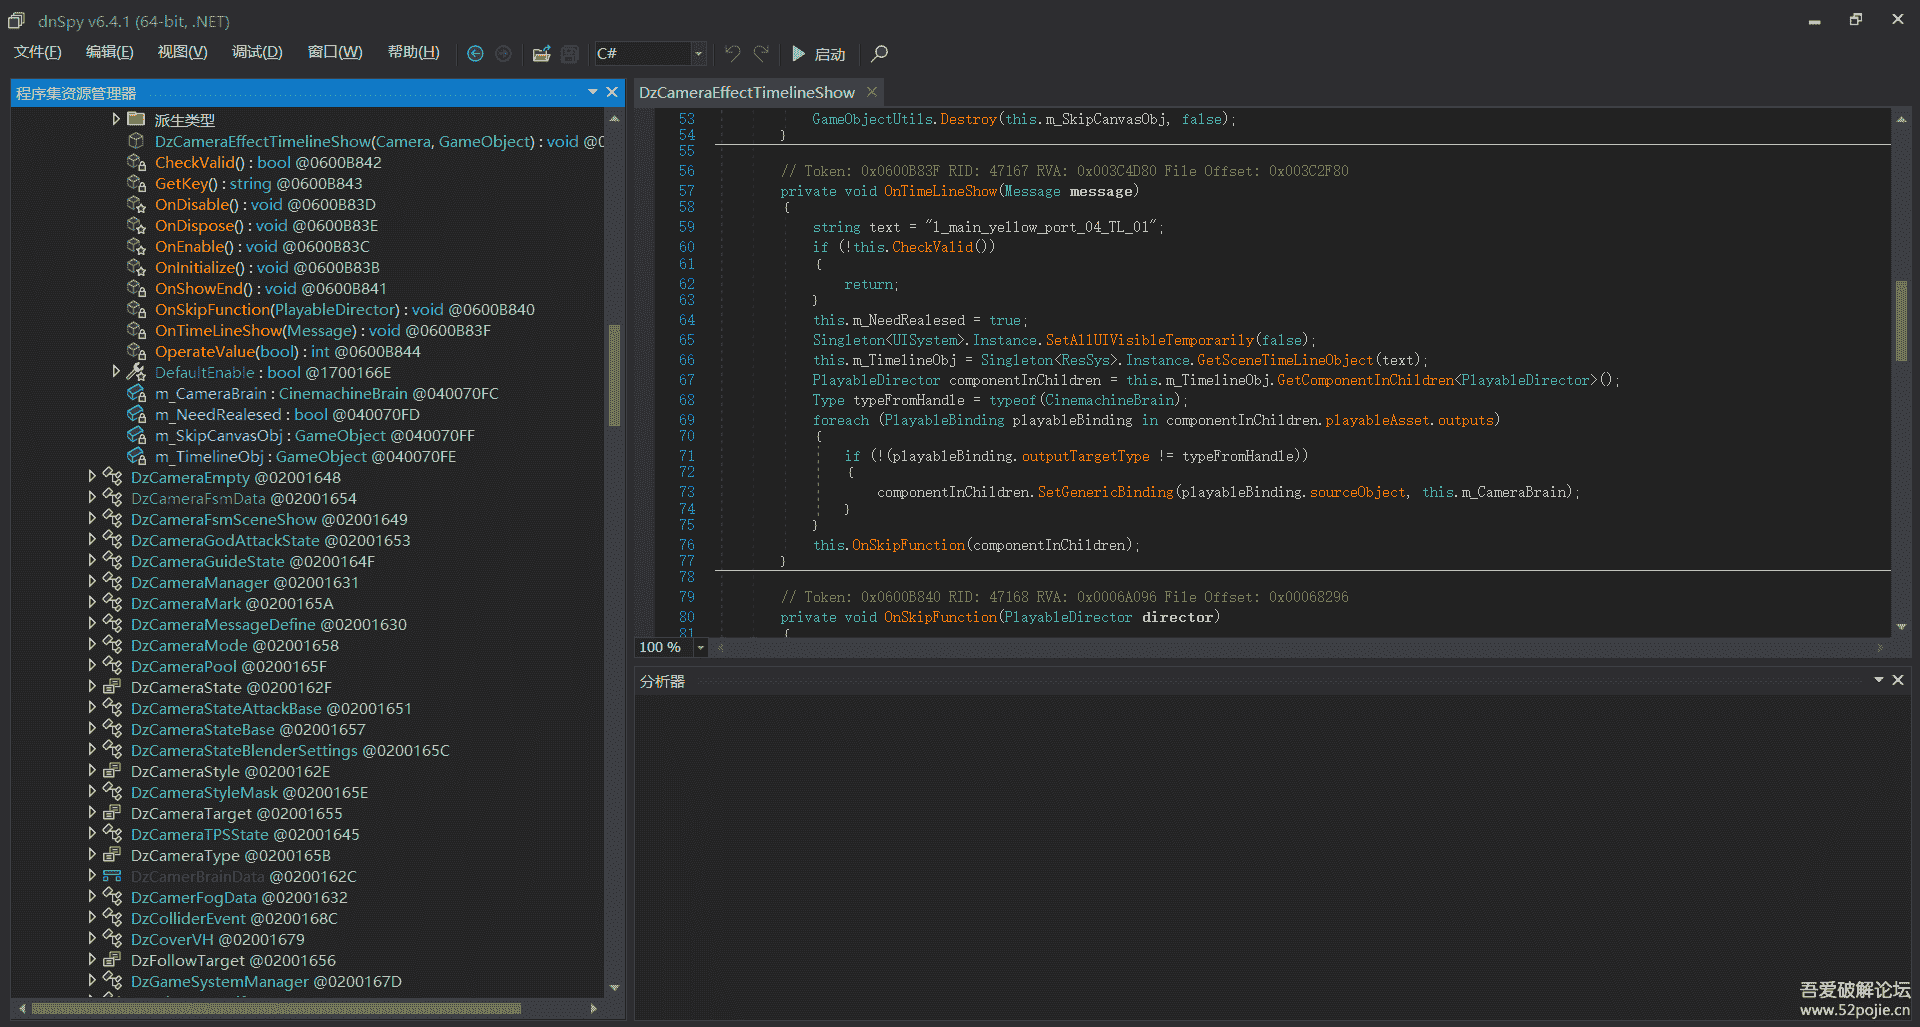 dnSpy v6.4.1 (64-bit, .NET)
文件(F) 编辑(E) 视图(V) 调试(D) 窗口(W) 帮助(H) C# 启动
程序集资源管理器
派生类型
DzCameraEffectTimelineShow(Camera, GameObject) : void @0
CheckValid() : bool @0600B842
GetKey() : string @0600B843
OnDisable() : void @0600B83D
OnDispose() : void @0600B83E
OnEnable() : void @0600B83C
OnInitialize() : void @0600B83B
OnShowEnd() : void @0600B841
OnSkipFunction(PlayableDirector) : void @0600B840
OnTimeLineShow(Message) : void @0600B83F
OperateValue(bool) : int @0600B844
DefaultEnable : bool @1700166E
m_CameraBrain : CinemachineBrain @040070FC
m_NeedRealesed : bool @040070FD
m_SkipCanvasObj : GameObject @040070FF
m_TimelineObj : GameObject @040070FE
DzCameraEmpty @02001648
DzCameraFsmData @02001654
DzCameraFsmSceneShow @02001649
DzCameraGodAttackState @02001653
DzCameraGuideState @0200164F
DzCameraManager @02001631
DzCameraMark @0200165A
DzCameraMessageDefine @02001630
DzCameraMode @02001658
DzCameraPool @0200165F
DzCameraState @0200162F
DzCameraStateAttackBase @02001651
DzCameraStateBase @02001657
DzCameraStateBlenderSettings @0200165C
DzCameraStyle @0200162E
DzCameraStyleMask @0200165E
DzCameraTarget @02001655
DzCameraTPSState @02001645
DzCameraType @0200165B
DzCamerBrainData @0200162C
DzCamerFogData @02001632
DzColliderEvent @0200168C
DzCoverVH @02001679
DzFollowTarget @02001656
DzGameSystemManager @0200167D
DzCameraEffectTimelineShow
53 GameObjectUtils.Destroy(this.m_SkipCanvasObj, false);
54 }
55
56 // Token: 0x0600B83F RID: 47167 RVA: 0x003C4D80 File Offset: 0x003C2F80
57 private void OnTimeLineShow(Message message)
58 {
59 string text = "l_main_yellow_port_04_TL_01";
60 if (!this.CheckValid())
61 {
62 return;
63 }
64 this.m_NeedRealesed = true;
65 Singleton<UISystem>.Instance.SetAllUIVisibleTemporarily(false);
66 this.m_TimelineObj = Singleton<ResSys>.Instance.GetSceneTimeLineObject(text);
67 PlayableDirector componentInChildren = this.m_TimelineObj.GetComponentInChildren<PlayableDirector>();
68 Type typeFromHandle = typeof(CinemachineBrain);
69 foreach (PlayableBinding playableBinding in componentInChildren.playableAsset.outputs)
70 {
71 if (!(playableBinding.outputTargetType != typeFromHandle))
72 {
73 componentInChildren.SetGenericBinding(playableBinding.sourceObject, this.m_CameraBrain);
74 }
75 }
76 this.OnSkipFunction(componentInChildren);
77 }
78
79 // Token: 0x0600B840 RID: 47168 RVA: 0x0006A096 File Offset: 0x00068296
80 private void OnSkipFunction(PlayableDirector director)
81 {
100 %
分析器
吾爱破解论坛
www.52pojie.cn